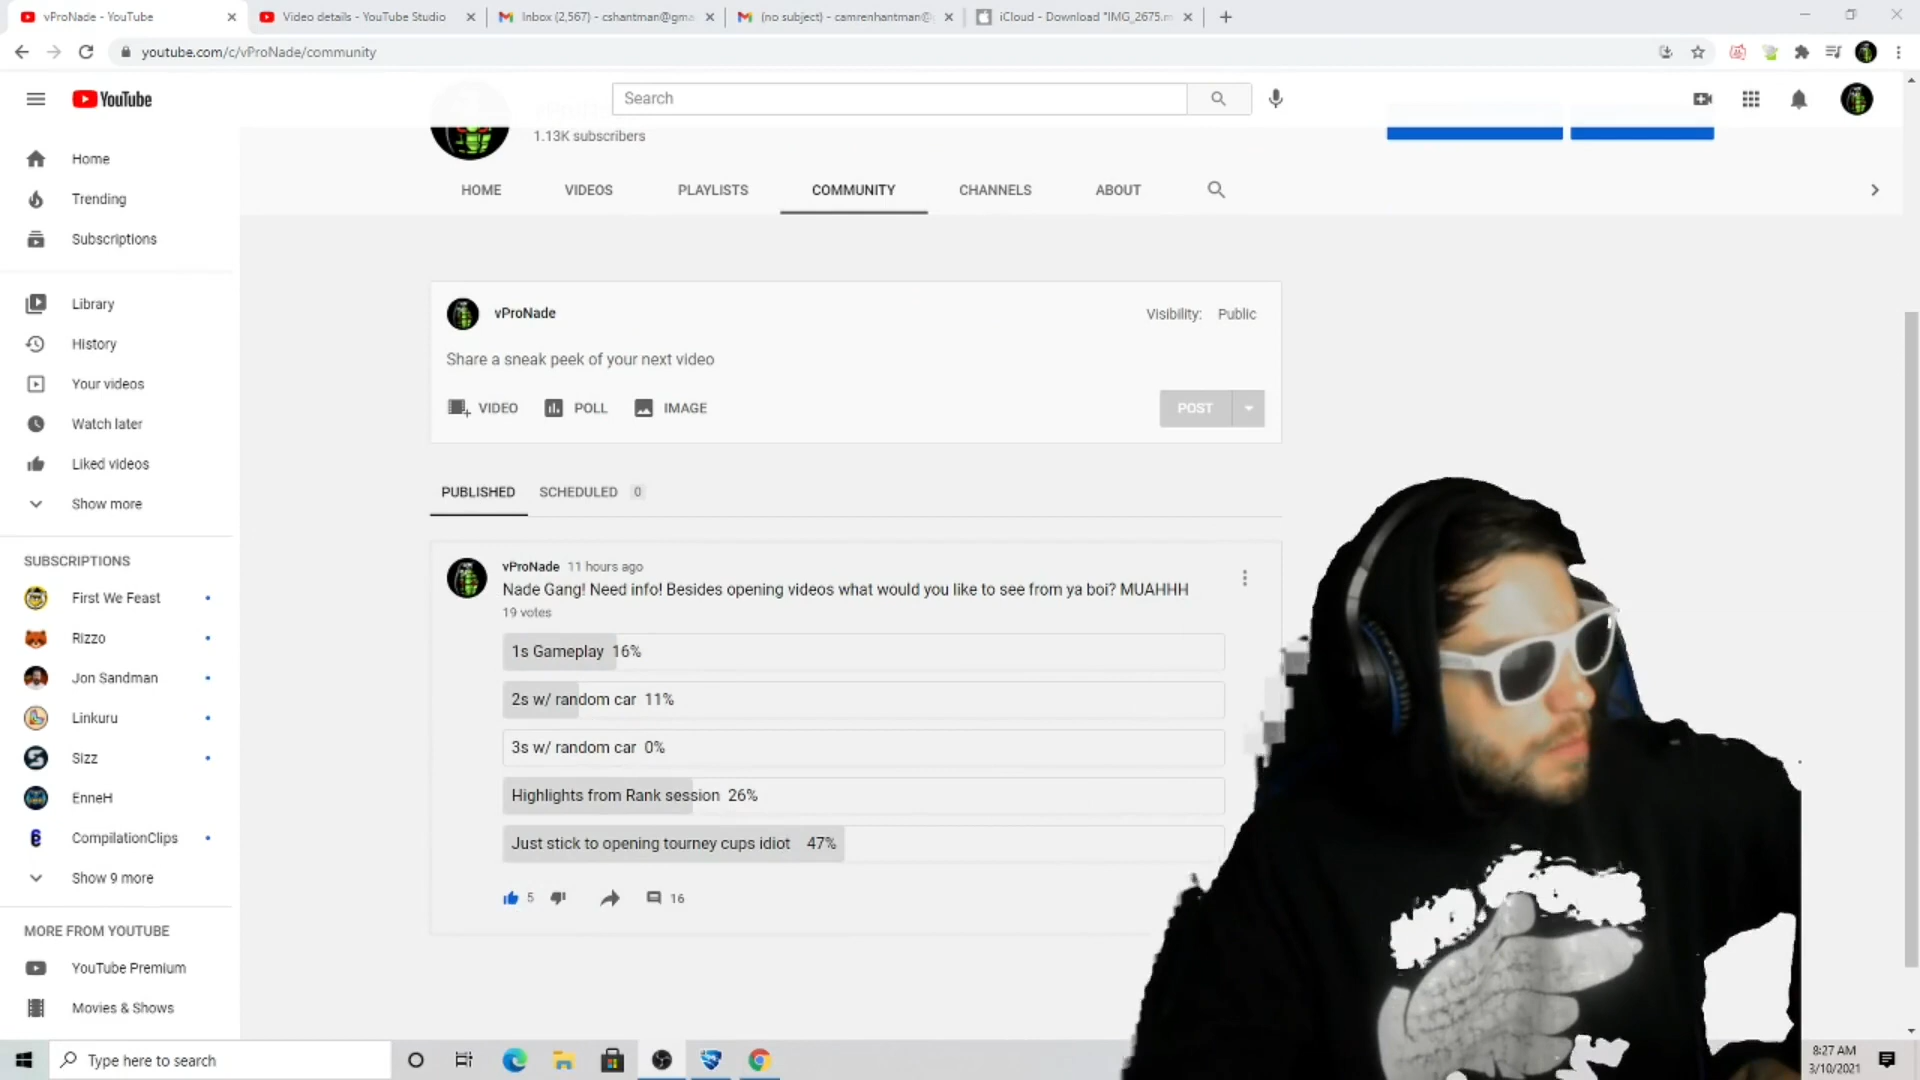 vProNade - YouTube
Video details - YouTube Studio
Inbox (2,567) - cshantman@gma
(no subject) - camrenhantman@
iCloud - Download "IMG_2675.m
youtube.com/c/vProNade/community
YouTube
Search
1.13K subscribers
HOME
VIDEOS
PLAYLISTS
COMMUNITY
CHANNELS
ABOUT
Home
Trending
Subscriptions
Library
History
Your videos
Watch later
Liked videos
Show more
SUBSCRIPTIONS
First We Feast
Rizzo
Jon Sandman
Linkuru
Sizz
EnneH
CompilationClips
Show 9 more
MORE FROM YOUTUBE
YouTube Premium
Movies & Shows
vProNade
Visibility: Public
Share a sneak peek of your next video
VIDEO
POLL
IMAGE
POST
PUBLISHED
SCHEDULED 0
vProNade 11 hours ago
Nade Gang! Need info! Besides opening videos what would you like to see from ya boi? MUAHHH
19 votes
1s Gameplay 16%
2s w/ random car 11%
3s w/ random car 0%
Highlights from Rank session 26%
Just stick to opening tourney cups idiot 47%
5
16
Type here to search
8:27 AM
3/10/2021